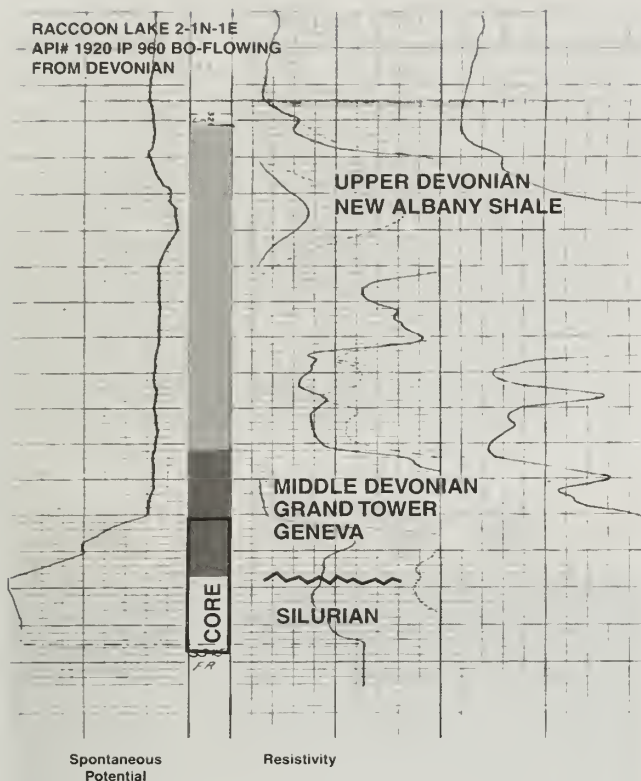 RACCOON LAKE 2-1N-1E
API# 1920 IP 960 BO-FLOWING
FROM DEVONIAN
UPPER DEVONIAN
NEW ALBANY SHALE
MIDDLE DEVONIAN
GRAND TOWER
GENEVA
SILURIAN
CORE
FR
Spontaneous
Potential
Resistivity